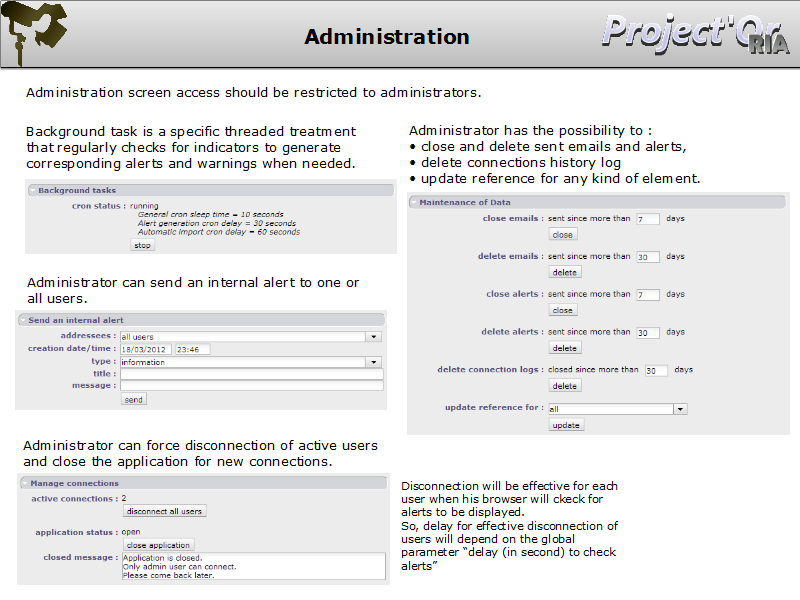 Administration
Project'Or
RIA
Administration screen access should be restricted to administrators.
Background task is a specific threaded treatment
that regularly checks for indicators to generate
corresponding alerts and warnings when needed.
Background tasks
cron status : running
General cron sleep time = 10 seconds
Alert generation cron delay = 30 seconds
Automatic import cron delay = 60 seconds
stop
Administrator can send an internal alert to one or
all users.
Send an internal alert
addressees : all users
creation date/time : 18/03/2012 23:46
type : information
title :
message :
send
Administrator can force disconnection of active users
and close the application for new connections.
Manage connections
active connections : 2
disconnect all users
application status : open
close application
closed message : Application is closed.
Only admin user can connect.
Please come back later.
Administrator has the possibility to :
• close and delete sent emails and alerts,
• delete connections history log
• update reference for any kind of element.
Maintenance of Data
close emails : sent since more than 7 days
close
delete emails : sent since more than 30 days
delete
close alerts : sent since more than 7 days
close
delete alerts : sent since more than 30 days
delete
delete connection logs : closed since more than 30 days
delete
update reference for : all
update
Disconnection will be effective for each
user when his browser will ckeck for
alerts to be displayed.
So, delay for effective disconnection of
users will depend on the global
parameter “delay (in second) to check
alerts”